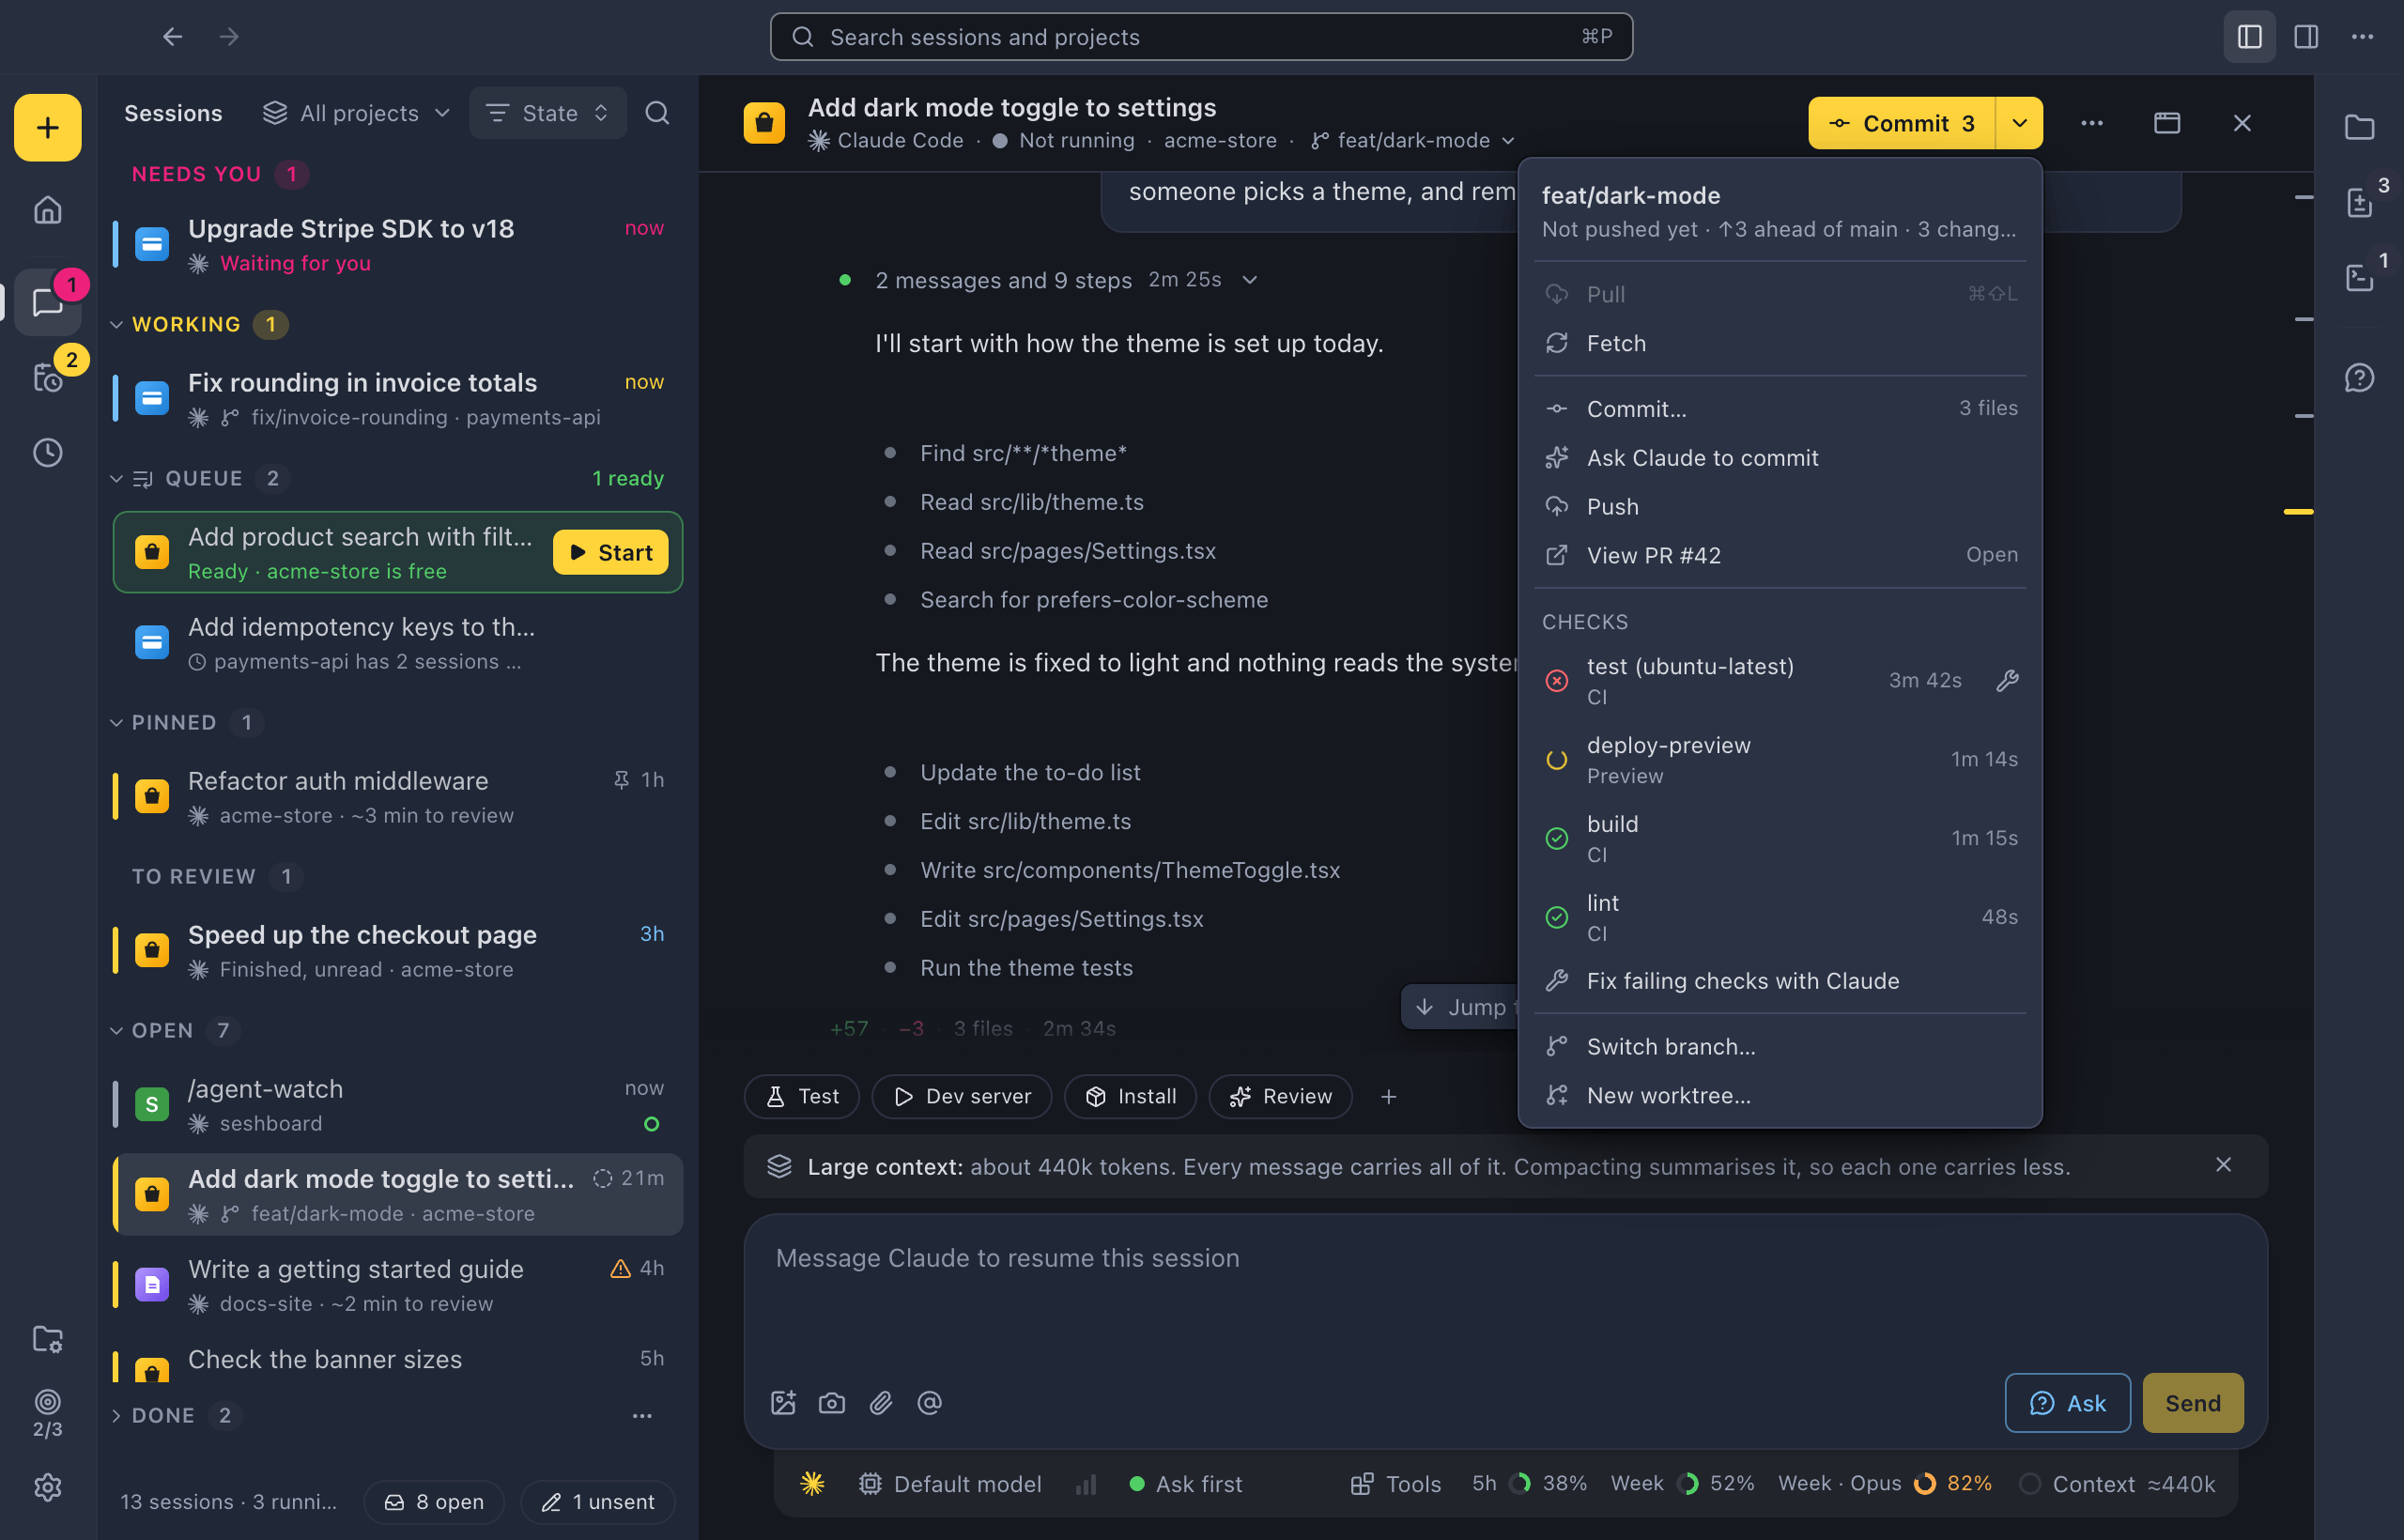 Search sessions and projects ⌘P
Sessions All projects State
NEEDS YOU 1
Upgrade Stripe SDK to v18 now
Waiting for you
1
WORKING 1
2
Fix rounding in invoice totals now
fix/invoice-rounding · payments-api
QUEUE 2 1 ready
Add product search with filt...
Ready · acme-store is free
Start
Add idempotency keys to th...
payments-api has 2 sessions ...
PINNED 1
Refactor auth middleware 1h
acme-store · ~3 min to review
TO REVIEW 1
Speed up the checkout page 3h
Finished, unread · acme-store
OPEN 7
S
/agent-watch now
seshboard
Add dark mode toggle to setti... 21m
feat/dark-mode · acme-store
Write a getting started guide 4h
docs-site · ~2 min to review
Check the banner sizes 5h
DONE 2
2/3
13 sessions · 3 runni... 8 open 1 unsent
Add dark mode toggle to settings
Claude Code · Not running · acme-store · feat/dark-mode
Commit 3
someone picks a theme, and rem
2 messages and 9 steps 2m 25s
I'll start with how the theme is set up today.
Find src/**/*theme*
Read src/lib/theme.ts
Read src/pages/Settings.tsx
Search for prefers-color-scheme
The theme is fixed to light and nothing reads the system
Update the to-do list
Edit src/lib/theme.ts
Write src/components/ThemeToggle.tsx
Edit src/pages/Settings.tsx
Run the theme tests
Jump
+57 · −3 · 3 files · 2m 34s
feat/dark-mode
Not pushed yet · ↑3 ahead of main · 3 chang...
Pull ⌘⇧L
Fetch
Commit... 3 files
Ask Claude to commit
Push
View PR #42 Open
CHECKS
test (ubuntu-latest) 3m 42s
CI
deploy-preview 1m 14s
Preview
build 1m 15s
CI
lint 48s
CI
Fix failing checks with Claude
Switch branch...
New worktree...
Test Dev server Install Review
Large context: about 440k tokens. Every message carries all of it. Compacting summarises it, so each one carries less.
Message Claude to resume this session
Ask Send
Default model Ask first Tools 5h 38% Week 52% Week · Opus 82% Context ≈440k
3
1